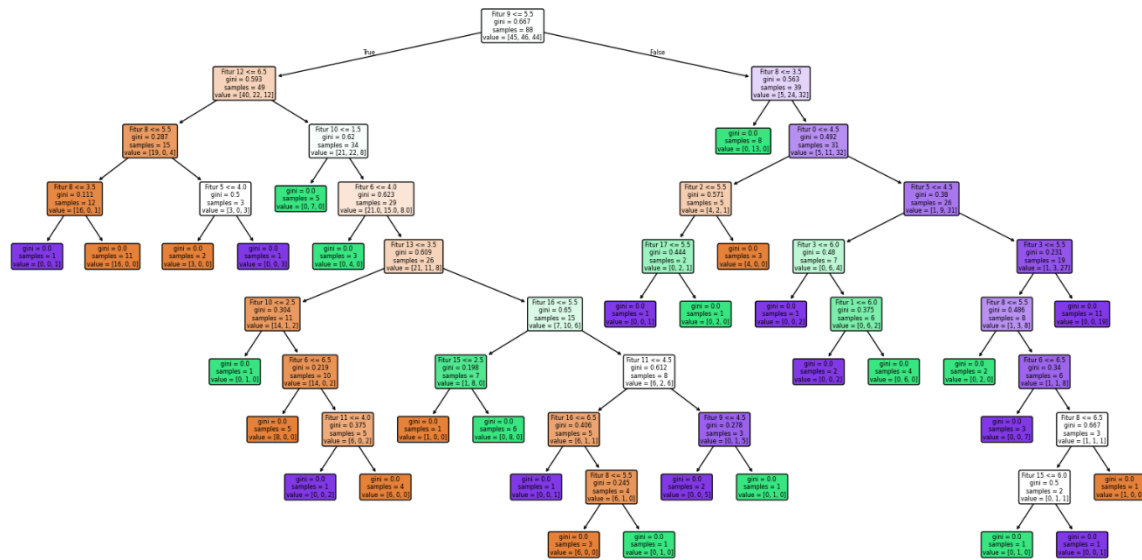 Fitur 9 <= 5.5
gini = 0.667
samples = 88
value = [45, 46, 44]
True
False
Fitur 12 <= 6.5
gini = 0.593
samples = 49
value = [40, 22, 12]
Fitur 8 <= 3.5
gini = 0.563
samples = 39
value = [5, 24, 32]
Fitur 8 <= 5.5
gini = 0.287
samples = 15
value = [19, 0, 4]
Fitur 10 <= 1.5
gini = 0.62
samples = 34
value = [21, 22, 8]
gini = 0.0
samples = 8
value = [0, 13, 0]
Fitur 0 <= 4.5
gini = 0.492
samples = 31
value = [5, 11, 32]
Fitur 8 <= 3.5
gini = 0.111
samples = 12
value = [16, 0, 1]
Fitur 5 <= 4.0
gini = 0.5
samples = 3
value = [3, 0, 3]
gini = 0.0
samples = 5
value = [0, 7, 0]
Fitur 6 <= 4.0
gini = 0.623
samples = 29
value = [21.0, 15.0, 8.0]
Fitur 2 <= 5.5
gini = 0.571
samples = 5
value = [4, 2, 1]
Fitur 5 <= 4.5
gini = 0.38
samples = 26
value = [1, 9, 31]
gini = 0.0
samples = 1
value = [0, 0, 1]
gini = 0.0
samples = 11
value = [16, 0, 0]
gini = 0.0
samples = 2
value = [3, 0, 0]
gini = 0.0
samples = 1
value = [0, 0, 3]
gini = 0.0
samples = 3
value = [0, 4, 0]
Fitur 13 <= 3.5
gini = 0.609
samples = 26
value = [21, 11, 8]
Fitur 17 <= 5.5
gini = 0.444
samples = 2
value = [0, 2, 1]
gini = 0.0
samples = 3
value = [4, 0, 0]
Fitur 3 <= 6.0
gini = 0.48
samples = 7
value = [0, 6, 4]
Fitur 3 <= 5.5
gini = 0.231
samples = 19
value = [1, 3, 27]
Fitur 10 <= 2.5
gini = 0.304
samples = 11
value = [14, 1, 2]
Fitur 16 <= 5.5
gini = 0.65
samples = 15
value = [7, 10, 6]
gini = 0.0
samples = 1
value = [0, 0, 1]
gini = 0.0
samples = 1
value = [0, 2, 0]
gini = 0.0
samples = 1
value = [0, 0, 2]
Fitur 1 <= 6.0
gini = 0.375
samples = 6
value = [0, 6, 2]
Fitur 8 <= 5.5
gini = 0.486
samples = 8
value = [1, 3, 8]
gini = 0.0
samples = 11
value = [0, 0, 19]
gini = 0.0
samples = 1
value = [0, 1, 0]
Fitur 6 <= 6.5
gini = 0.219
samples = 10
value = [14, 0, 2]
Fitur 15 <= 2.5
gini = 0.198
samples = 7
value = [1, 8, 0]
Fitur 11 <= 4.5
gini = 0.612
samples = 8
value = [6, 2, 6]
gini = 0.0
samples = 2
value = [0, 0, 2]
gini = 0.0
samples = 4
value = [0, 6, 0]
gini = 0.0
samples = 2
value = [0, 2, 0]
Fitur 6 <= 6.5
gini = 0.34
samples = 6
value = [1, 1, 8]
gini = 0.0
samples = 5
value = [8, 0, 0]
Fitur 11 <= 4.0
gini = 0.375
samples = 5
value = [6, 0, 2]
gini = 0.0
samples = 1
value = [1, 0, 0]
gini = 0.0
samples = 6
value = [0, 8, 0]
Fitur 16 <= 6.5
gini = 0.406
samples = 5
value = [6, 1, 1]
Fitur 9 <= 4.5
gini = 0.278
samples = 3
value = [0, 1, 5]
gini = 0.0
samples = 3
value = [0, 0, 7]
Fitur 8 <= 6.5
gini = 0.667
samples = 3
value = [1, 1, 1]
gini = 0.0
samples = 1
value = [0, 0, 2]
gini = 0.0
samples = 4
value = [6, 0, 0]
gini = 0.0
samples = 1
value = [0, 0, 1]
Fitur 8 <= 5.5
gini = 0.245
samples = 4
value = [6, 1, 0]
gini = 0.0
samples = 2
value = [0, 0, 5]
gini = 0.0
samples = 1
value = [0, 1, 0]
Fitur 15 <= 6.0
gini = 0.5
samples = 2
value = [0, 1, 1]
gini = 0.0
samples = 1
value = [1, 0, 0]
gini = 0.0
samples = 3
value = [6, 0, 0]
gini = 0.0
samples = 1
value = [0, 1, 0]
gini = 0.0
samples = 1
value = [0, 1, 0]
gini = 0.0
samples = 1
value = [0, 0, 1]